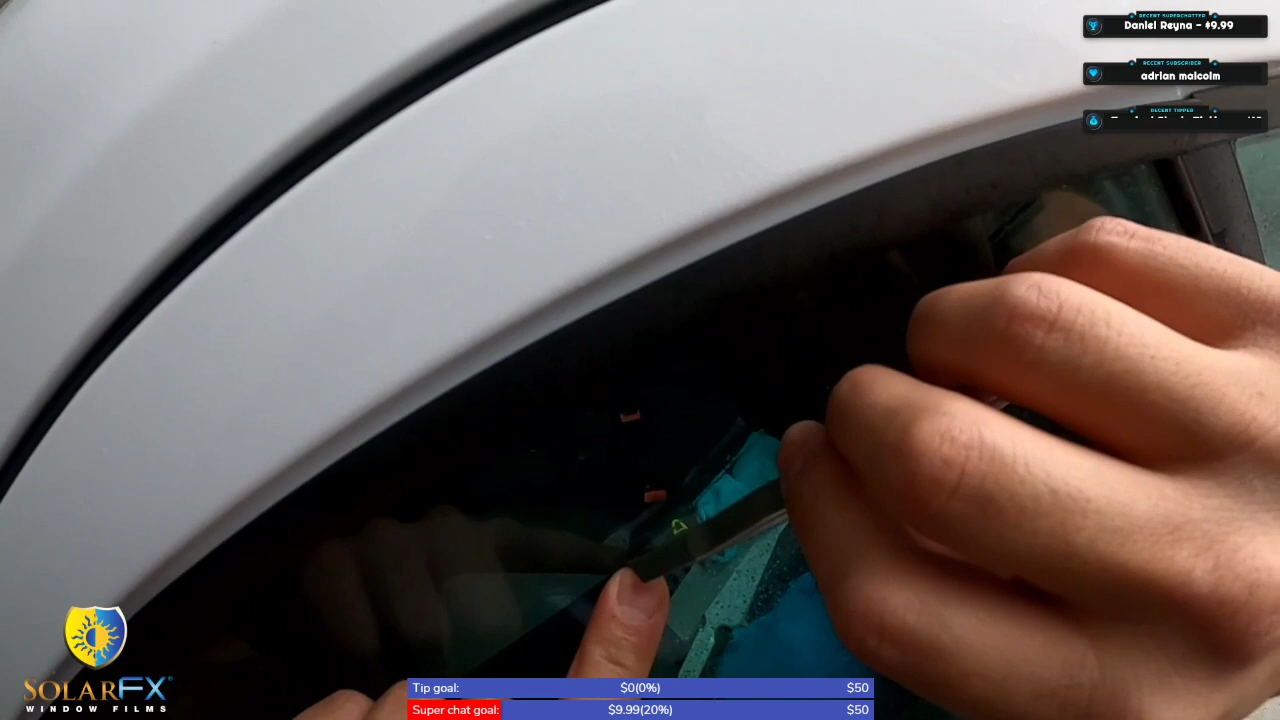 RECENT SUPERCHATTER
Daniel Reyna - $9.99
RECENT SUBSCRIBER
adrian malcolm
RECENT TIPPER
SOLARFX
WINDOW FILMS
Tip goal: $0(0%) $50
Super chat goal: $9.99(20%) $50